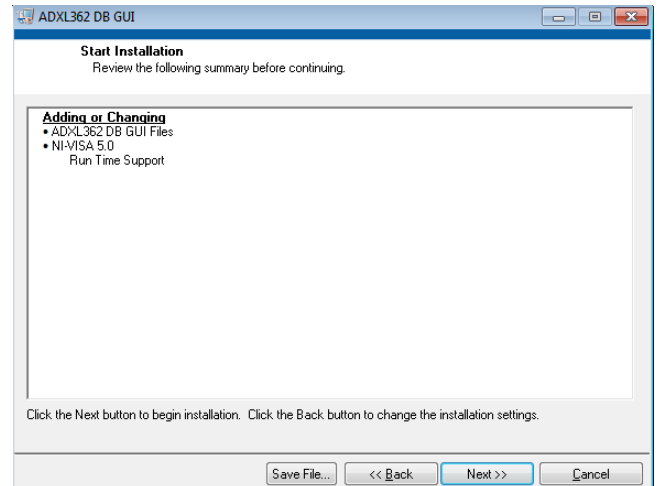 ADXL362 DB GUI
Start Installation
Review the following summary before continuing.
Adding or Changing
• ADXL362 DB GUI Files
• NI-VISA 5.0
Run Time Support
Click the Next button to begin installation. Click the Back button to change the installation settings.
Save File... << Back Next >> Cancel